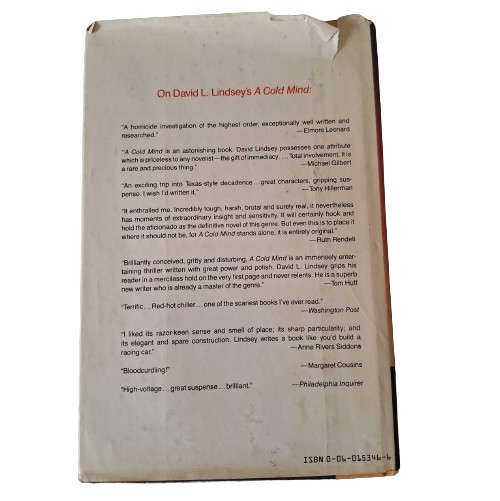 On David L. Lindsey's A Cold Mind:
"A homicide investigation of the highest order, exceptionally well written and
researched."
—Elmore Leonard
"A Cold Mind is an astonishing book. David Lindsey possesses one attribute
which is priceless to any novelist—the gift of immediacy. . . . Total involvement. It is
a rare and precious thing."
—Michael Gilbert
"An exciting trip into Texas-style decadence . . . great characters, gripping sus-
pense. I wish I'd written it."
—Tony Hillerman
"It enthralled me. Incredibly tough, harsh, brutal and surely real, it nevertheless
has moments of extraordinary insight and sensitivity. It will certainly hook and
hold the aficionado as the definitive novel of this genre. But even this is to place it
where it should not be, for A Cold Mind stands alone, it is entirely original."
—Ruth Rendell
"Brilliantly conceived, gritty and disturbing, A Cold Mind is an immensely enter-
taining thriller written with great power and polish. David L. Lindsey grips his
reader in a merciless hold on the very first page and never relents. He is a superb
new writer who is already a master of the genre."
—Tom Huff
"Terrific. . . Red-hot chiller. . . one of the scariest books I've ever read."
—Washington Post
"I liked its razor-keen sense and smell of place; its sharp particularity; and
its elegant and spare construction. Lindsey writes a book like you'd build a
racing car."
—Anne Rivers Siddons
"Bloodcurdling!"
—Margaret Cousins
"High-voltage. . . great suspense. . . brilliant."
—Philadelphia Inquirer
ISBN 0-06-015346-6